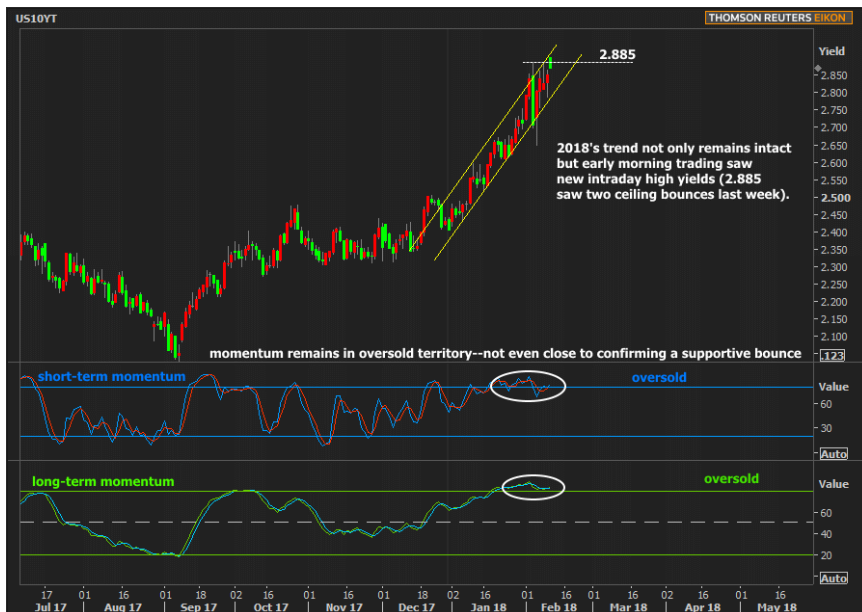 US10YT
THOMSON REUTERS EIKON
Yield
2.885
2.850
2.800
2.750
2.700
2.650
2.600
2.550
2.500
2.450
2.400
2.350
2.300
2.250
2.200
2.150
2.100
.123
2018's trend not only remains intact
but early morning trading saw
new intraday high yields (2.885
saw two ceiling bounces last week).
momentum remains in oversold territory--not even close to confirming a supportive bounce
short-term momentum
oversold
Value
60
30
Auto
long-term momentum
oversold
Value
60
40
20
Auto
17 01 16 01 18 02 16 01 16 01 18 02 16 01 16 01 16 02 16 01 16
Jul 17 Aug 17 Sep 17 Oct 17 Nov 17 Dec 17 Jan 18 Feb 18 Mar 18 Apr 18 May 18